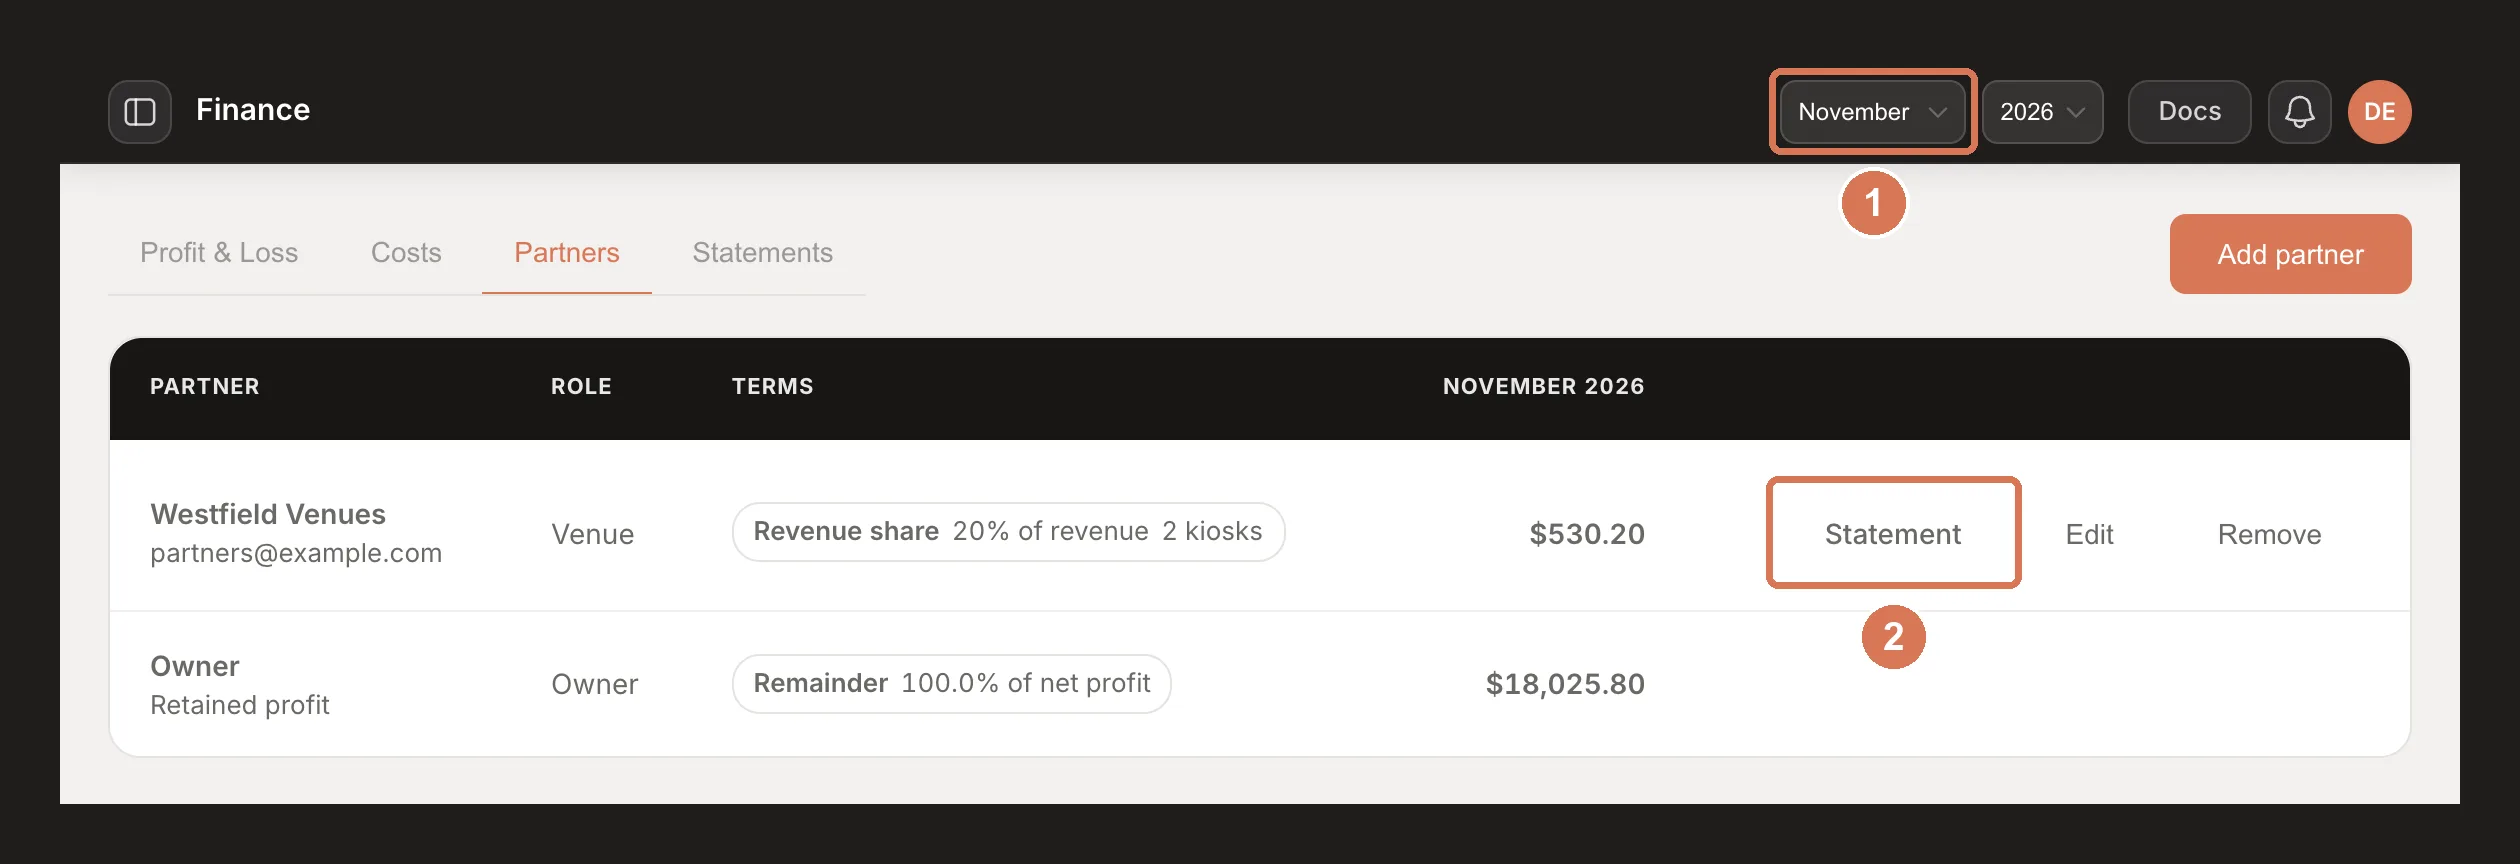 Finance
November
2026
Docs
DE
1
Profit & Loss
Costs
Partners
Statements
Add partner
PARTNER ROLE TERMS NOVEMBER 2026
Westfield Venues
partners@example.com
Venue
Revenue share 20% of revenue 2 kiosks
$530.20
Statement
Edit
Remove
2
Owner
Retained profit
Owner
Remainder 100.0% of net profit
$18,025.80